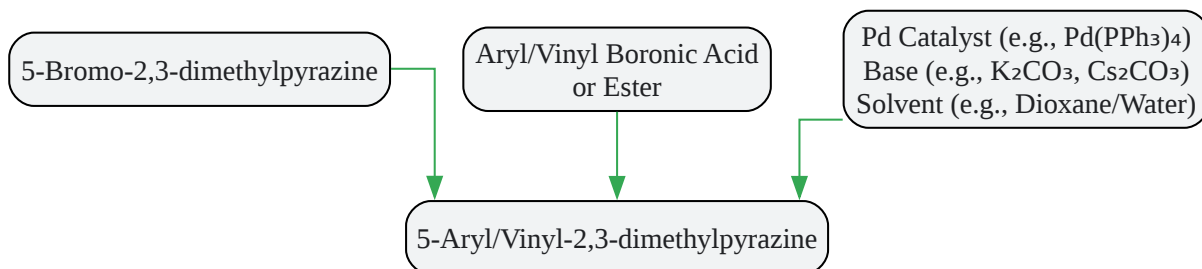 5-Bromo-2,3-dimethylpyrazine
Aryl/Vinyl Boronic Acid
or Ester
Pd Catalyst (e.g., Pd(PPh₃)₄)
Base (e.g., K₂CO₃, Cs₂CO₃)
Solvent (e.g., Dioxane/Water)
5-Aryl/Vinyl-2,3-dimethylpyrazine